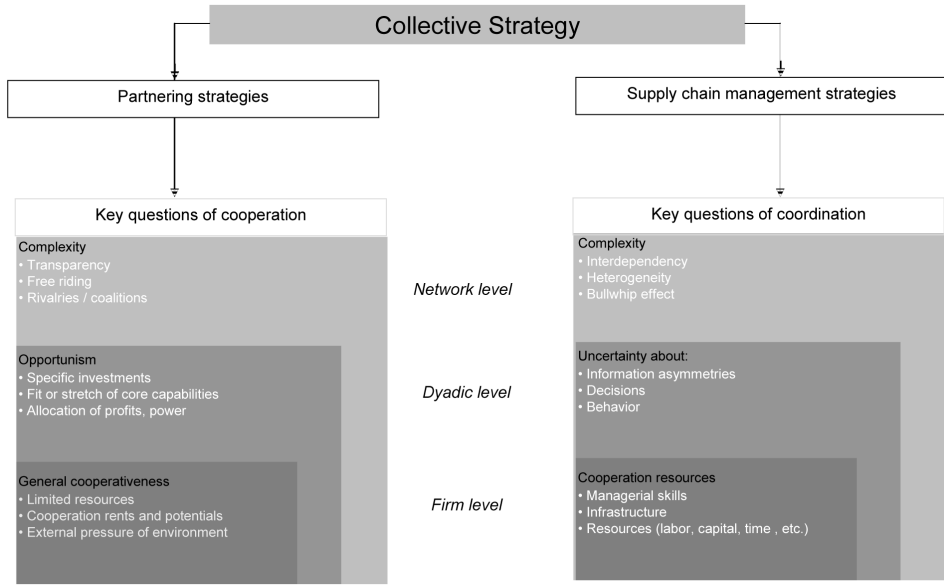 Collective Strategy
Partnering strategies
Supply chain management strategies
Key questions of cooperation
Key questions of coordination
Complexity
• Transparency
• Free riding
• Rivalries / coalitions
Network level
Complexity
• Interdependency
• Heterogeneity
• Bullwhip effect
Opportunism
• Specific investments
• Fit or stretch of core capabilities
• Allocation of profits, power
Dyadic level
Uncertainty about:
• Information asymmetries
• Decisions
• Behavior
General cooperativeness
• Limited resources
• Cooperation rents and potentials
• External pressure of environment
Firm level
Cooperation resources
• Managerial skills
• Infrastructure
• Resources (labor, capital, time , etc.)